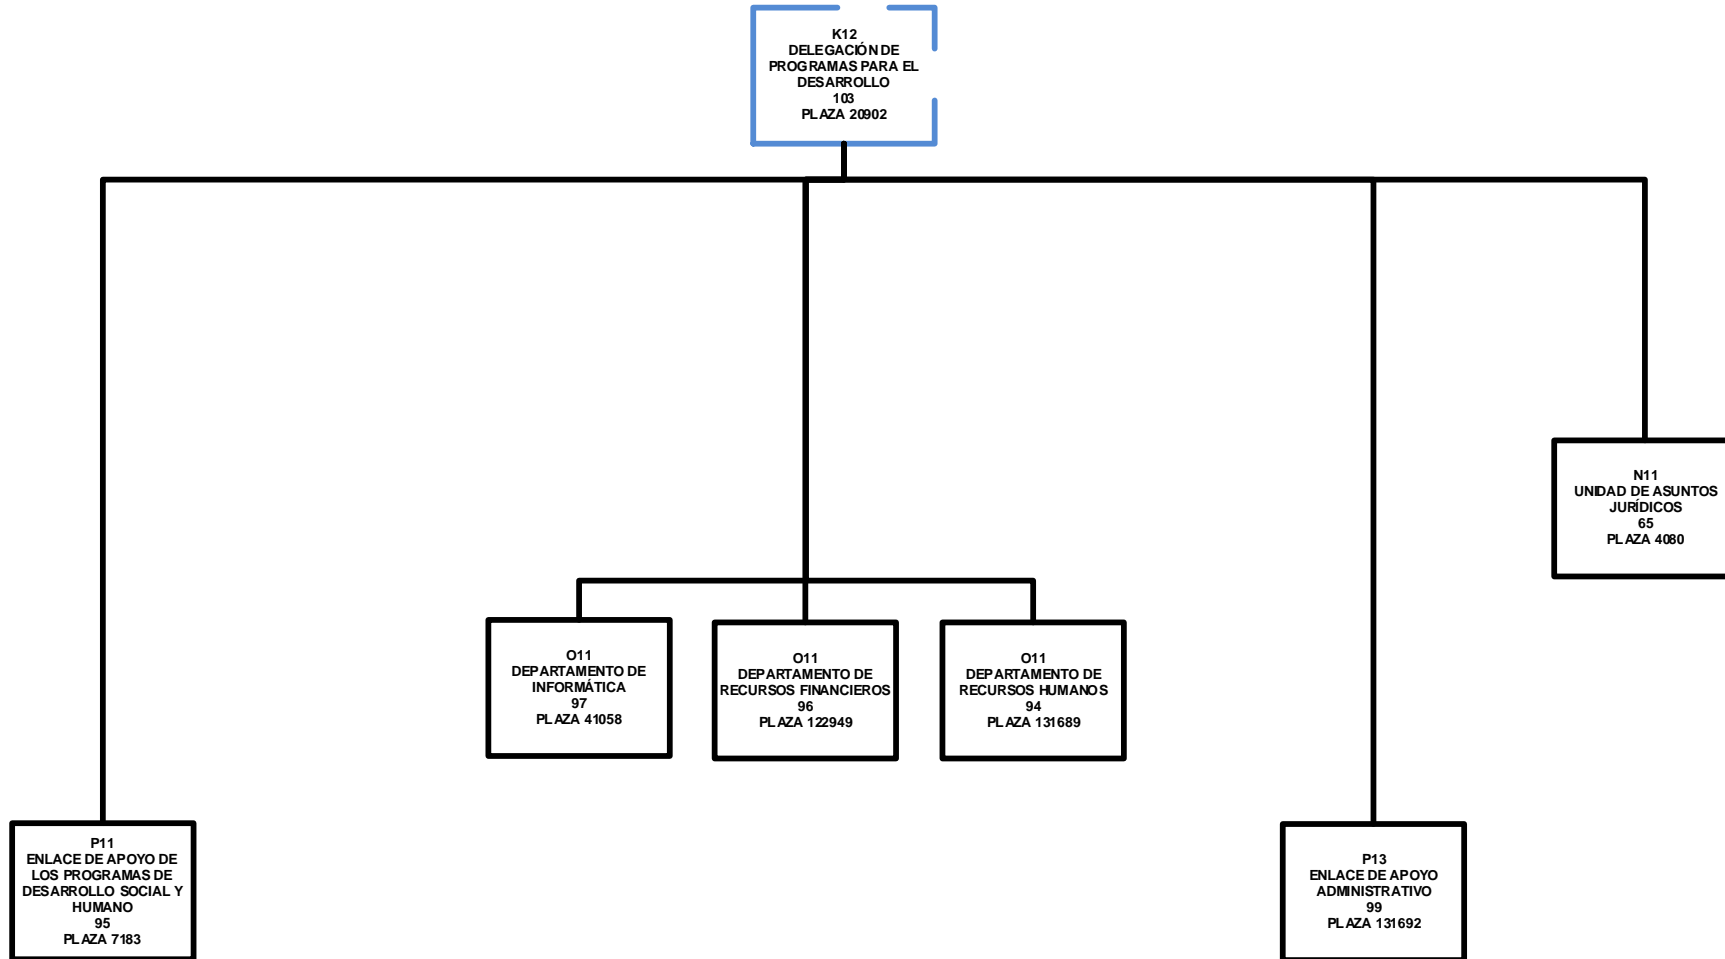 K12
DELEGACIÓN DE
PROGRAMAS PARA EL
DESARROLLO
103
PLAZA 20902
N11
UNIDAD DE ASUNTOS
JURÍDICOS
65
PLAZA 4080
O11
DEPARTAMENTO DE
INFORMÁTICA
97
PLAZA 41058
O11
DEPARTAMENTO DE
RECURSOS FINANCIEROS
96
PLAZA 122949
O11
DEPARTAMENTO DE
RECURSOS HUMANOS
94
PLAZA 131689
P11
ENLACE DE APOYO DE
LOS PROGRAMAS DE
DESARROLLO SOCIAL Y
HUMANO
95
PLAZA 7183
P13
ENLACE DE APOYO
ADMINISTRATIVO
99
PLAZA 131692